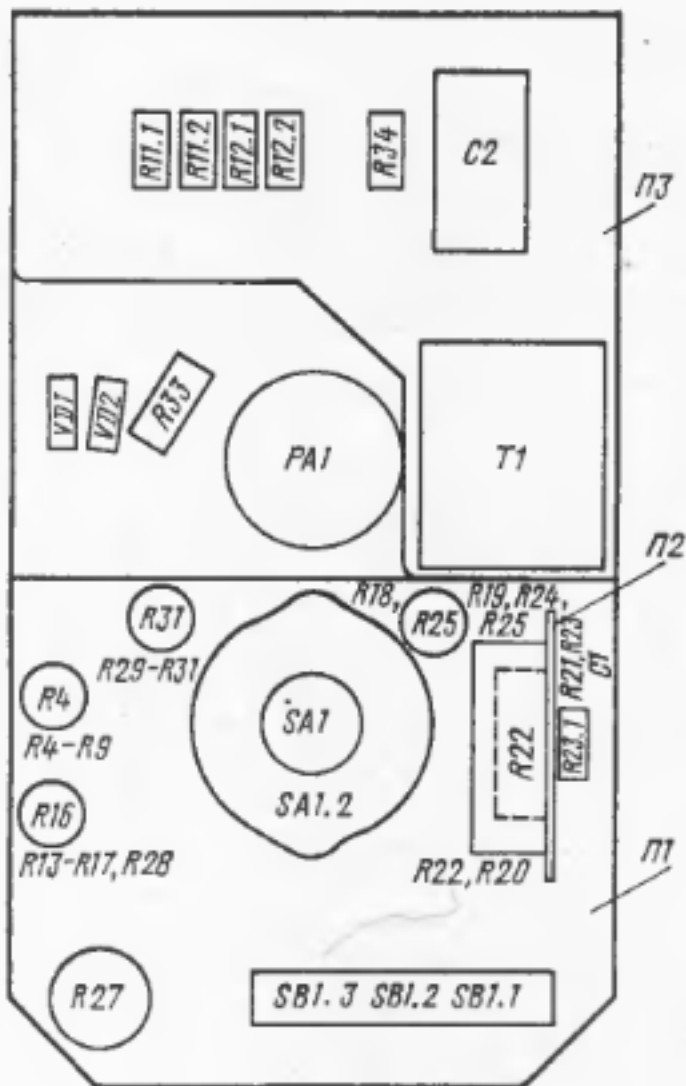 R11.1
R11.2
R12.1
R12.2
R34
C2
П3
VD1
VD2
R33
PA1
T1
П2
R18,
R19, R24,
R25
R25
R31
R29-R31
R21, R23
C1
R4
R4-R9
SA1
R22
R23.1
SA1.2
R16
R13-R17, R28
R22, R20
П1
R27
SB1.3 SB1.2 SB1.1